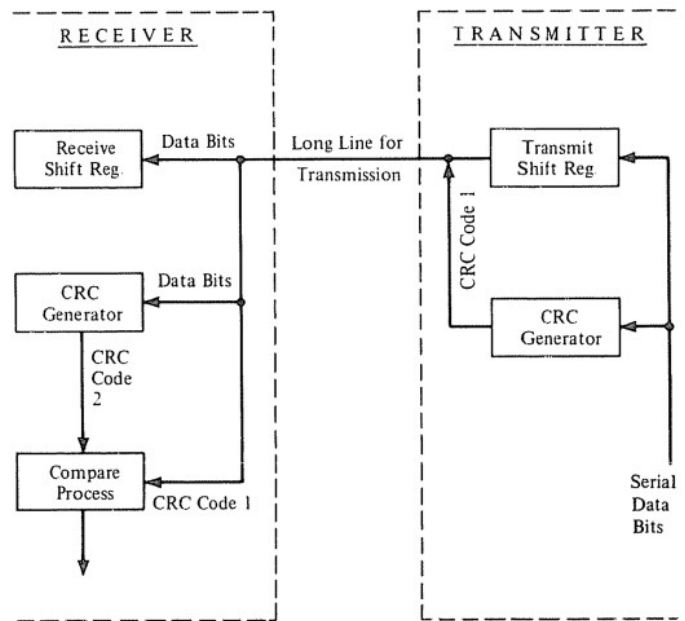 RECEIVER
TRANSMITTER
Receive
Shift Reg.
Data Bits
Long Line for
Transmission
Transmit
Shift Reg.
CRC Code 1
CRC
Generator
Data Bits
CRC
Generator
CRC
Code
2
Compare
Process
CRC Code 1
Serial
Data
Bits